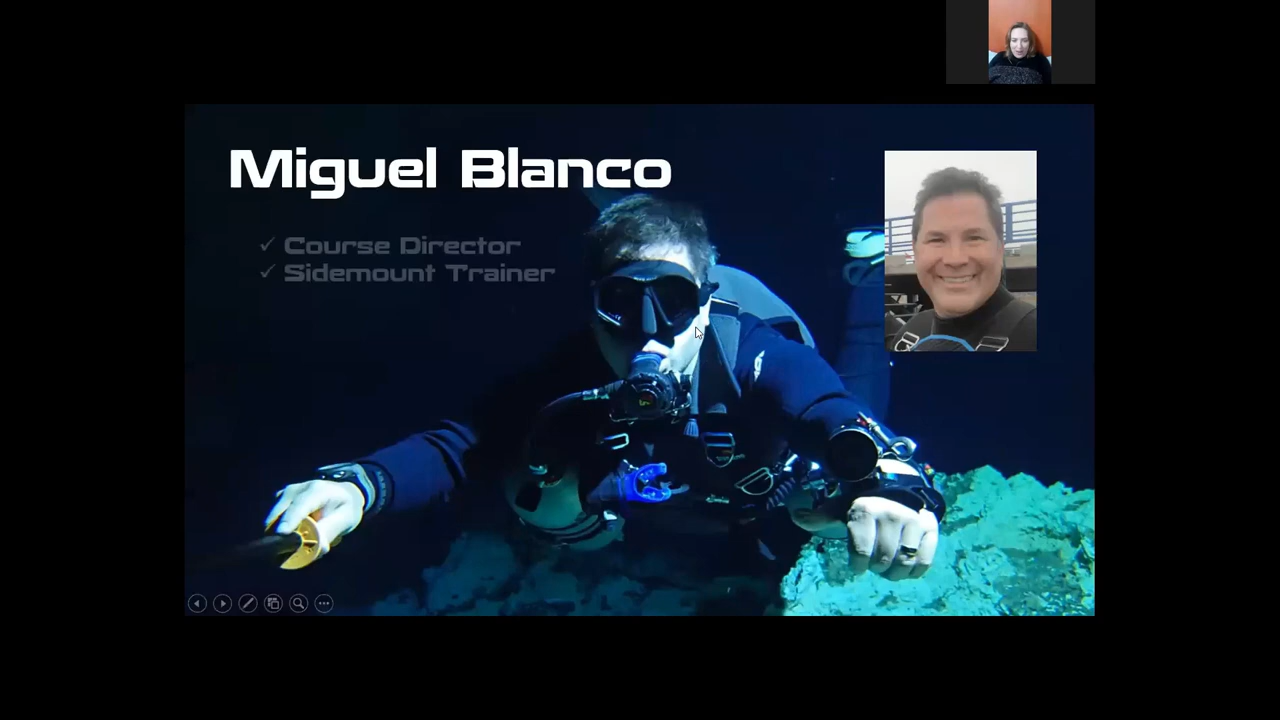 Miguel Blanco
✓ Course Director
✓ Sidemount Trainer